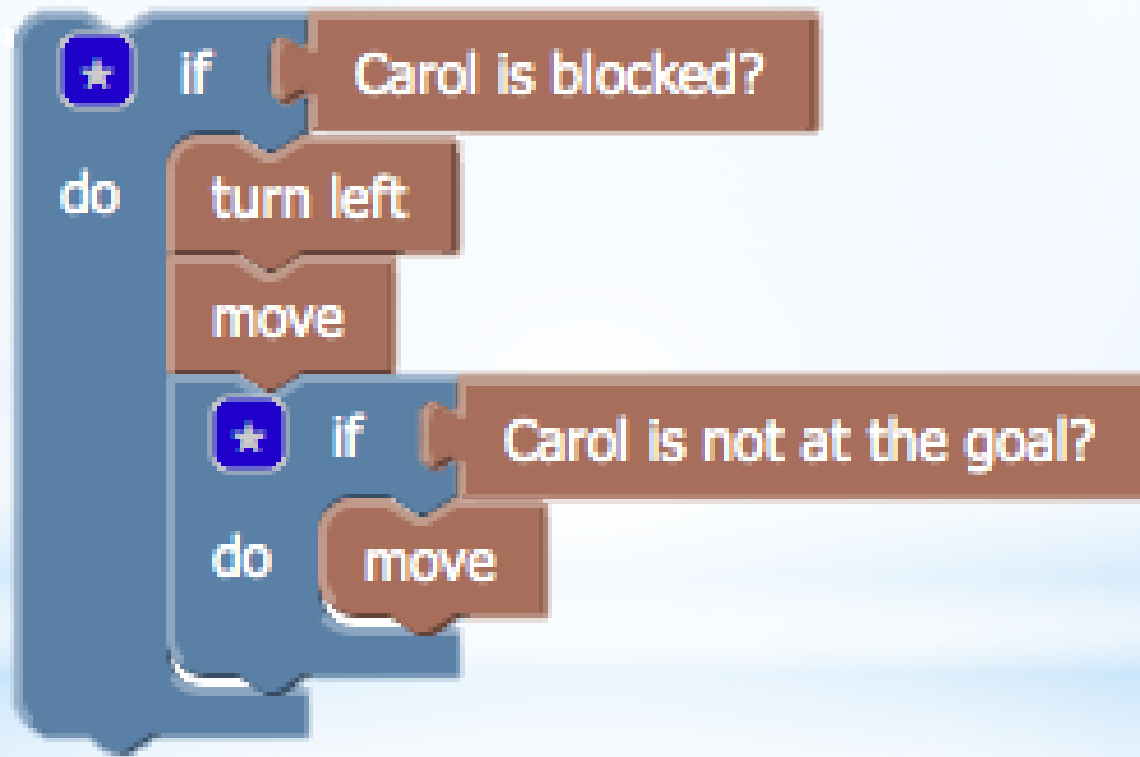 if Carol is blocked?
do turn left
move
if Carol is not at the goal?
do move